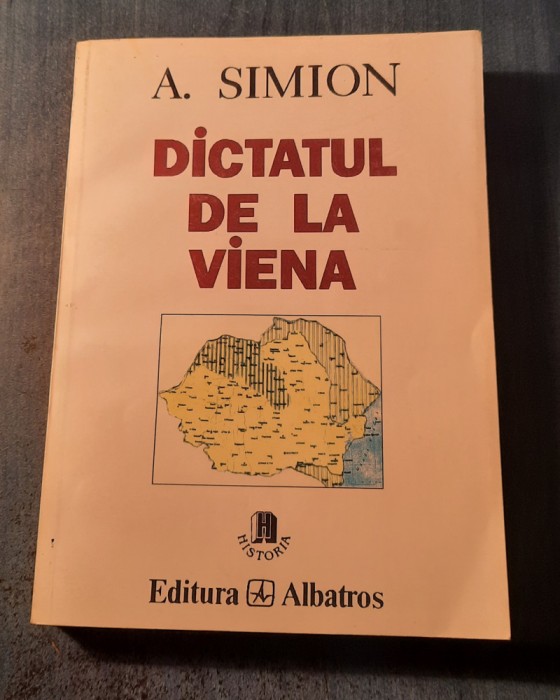 A. SIMION
DiCTATUL
DE LA
ViENA
H
HISTORIA
Editura A Albatros